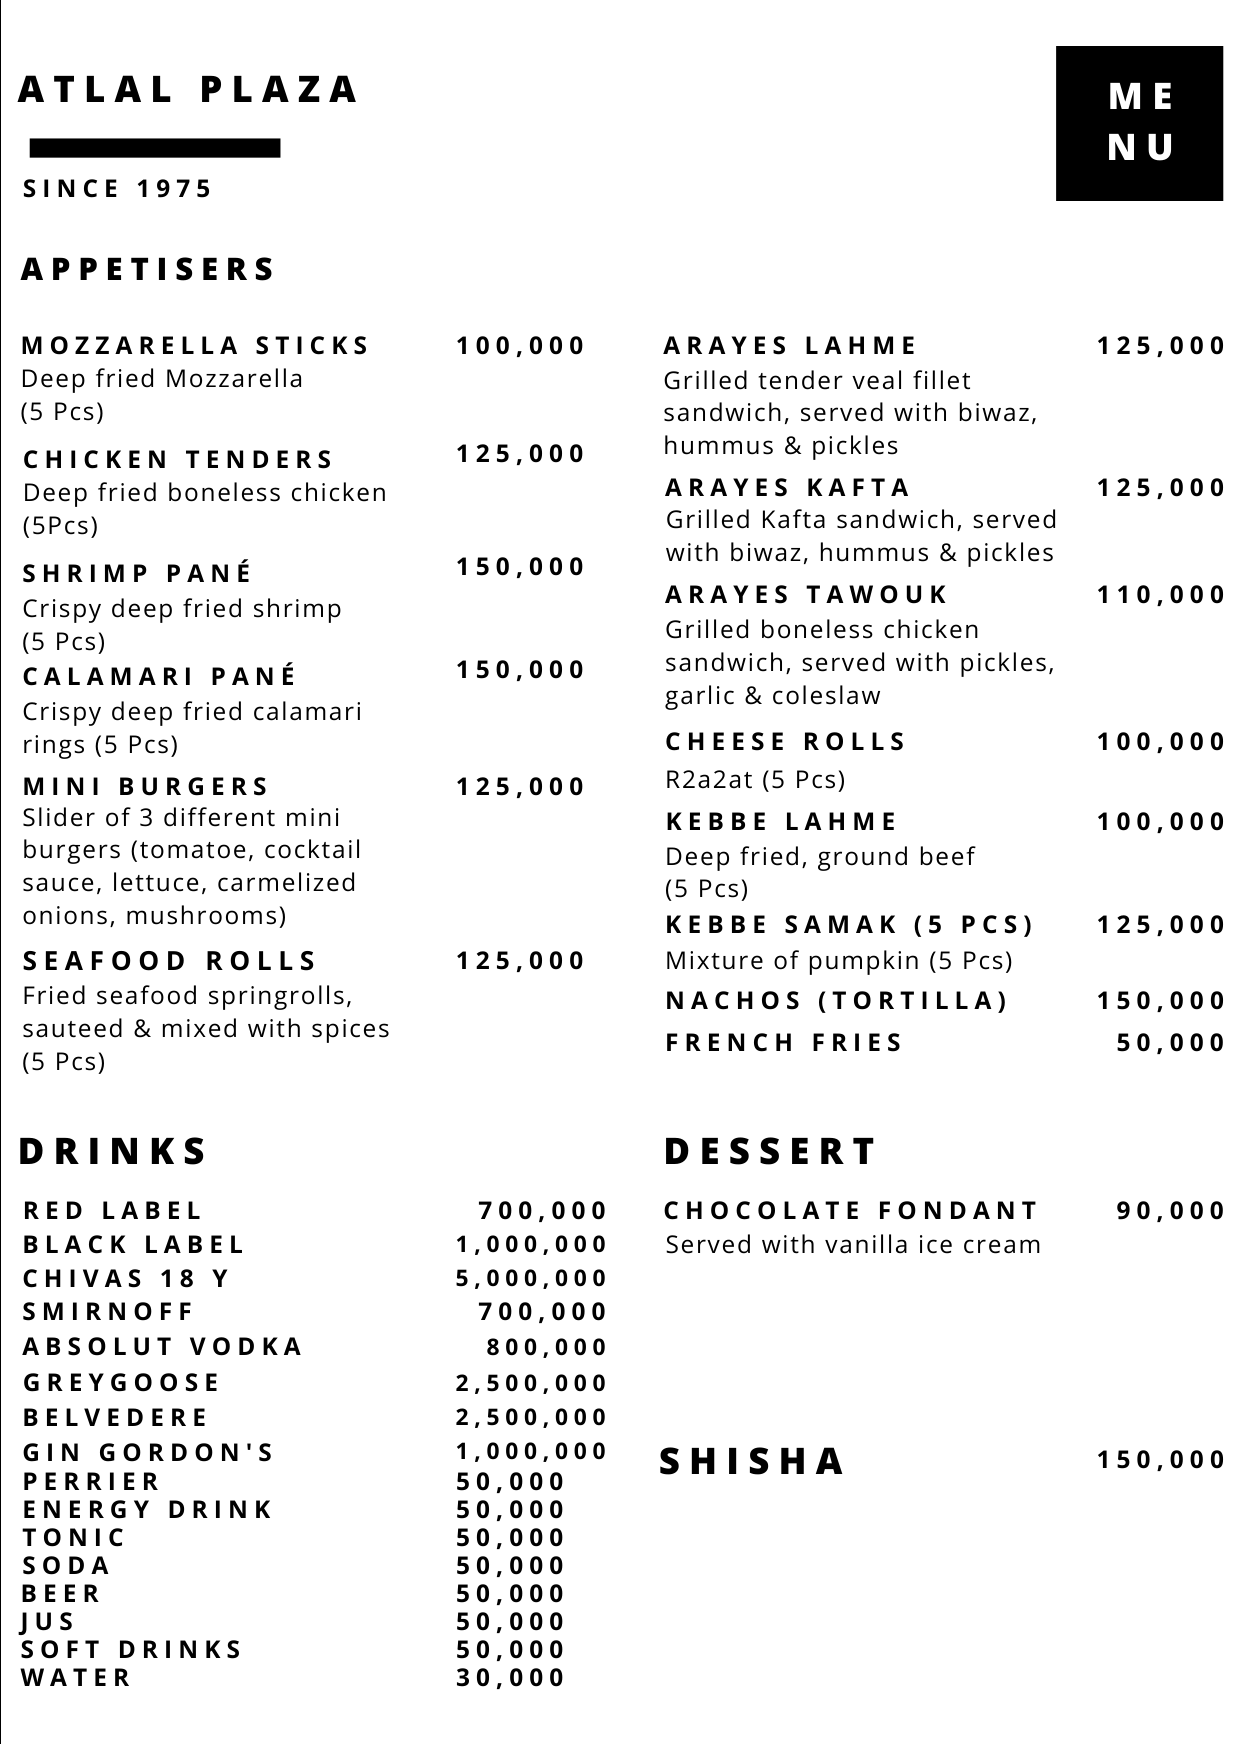 ATLAL PLAZA
ME
NU
SINCE 1975
APPETISERS
MOZZARELLA STICKS 100,000
Deep fried Mozzarella
(5 Pcs)
CHICKEN TENDERS 125,000
Deep fried boneless chicken
(5Pcs)
SHRIMP PANÉ 150,000
Crispy deep fried shrimp
(5 Pcs)
CALAMARI PANÉ 150,000
Crispy deep fried calamari
rings (5 Pcs)
MINI BURGERS 125,000
Slider of 3 different mini
burgers (tomatoe, cocktail
sauce, lettuce, carmelized
onions, mushrooms)
SEAFOOD ROLLS 125,000
Fried seafood springrolls,
sauteed & mixed with spices
(5 Pcs)
ARAYES LAHME 125,000
Grilled tender veal fillet
sandwich, served with biwaz,
hummus & pickles
ARAYES KAFTA 125,000
Grilled Kafta sandwich, served
with biwaz, hummus & pickles
ARAYES TAWOUK 110,000
Grilled boneless chicken
sandwich, served with pickles,
garlic & coleslaw
CHEESE ROLLS 100,000
R2a2at (5 Pcs)
KEBBE LAHME 100,000
Deep fried, ground beef
(5 Pcs)
KEBBE SAMAK (5 PCS) 125,000
Mixture of pumpkin (5 Pcs)
NACHOS (TORTILLA) 150,000
FRENCH FRIES 50,000
DRINKS
RED LABEL 700,000
BLACK LABEL 1,000,000
CHIVAS 18 Y 5,000,000
SMIRNOFF 700,000
ABSOLUT VODKA 800,000
GREYGOOSE 2,500,000
BELVEDERE 2,500,000
GIN GORDON'S 1,000,000
PERRIER 50,000
ENERGY DRINK 50,000
TONIC 50,000
SODA 50,000
BEER 50,000
JUS 50,000
SOFT DRINKS 50,000
WATER 30,000
DESSERT
CHOCOLATE FONDANT 90,000
Served with vanilla ice cream
SHISHA 150,000